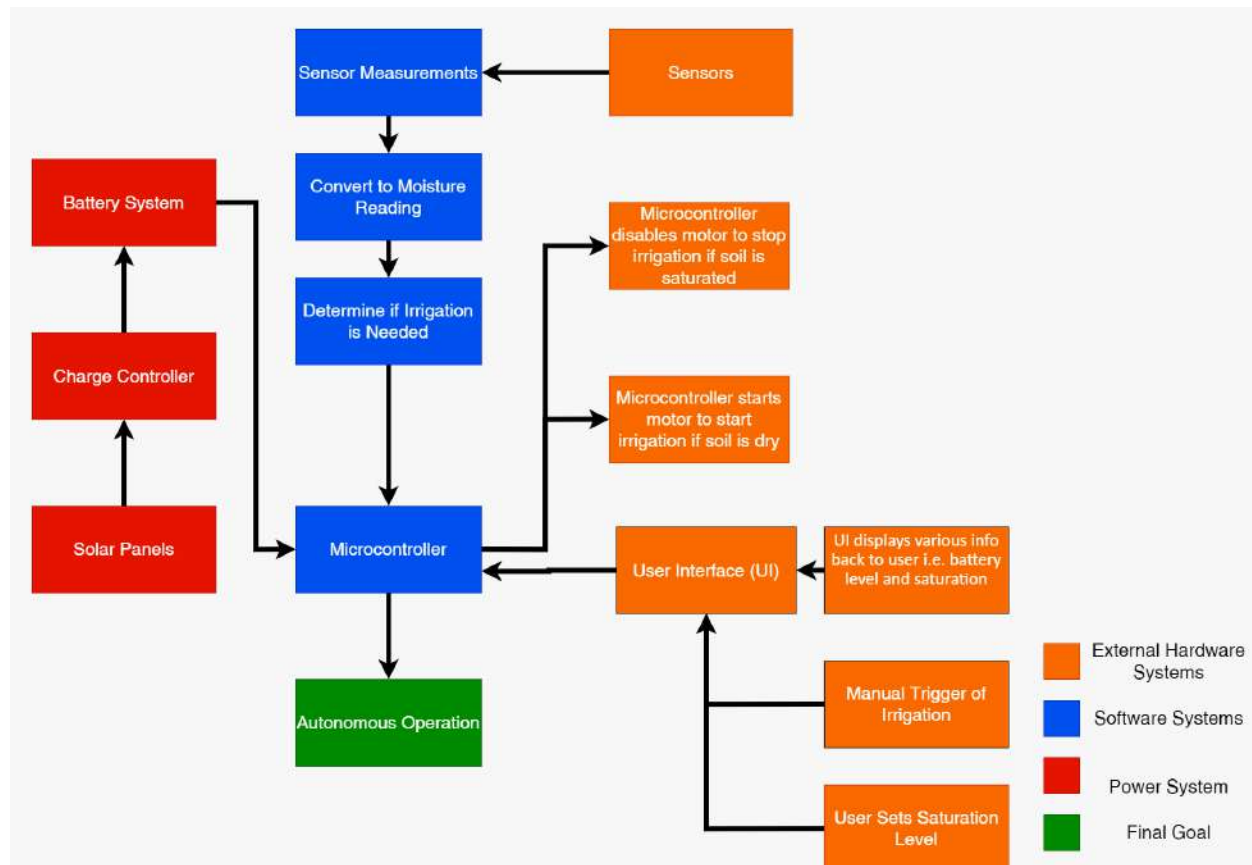 Sensor Measurements
Sensors
Battery System
Convert to Moisture
Reading
Microcontroller
disables motor to stop
irrigation if soil is
saturated
Determine if Irrigation
is Needed
Charge Controller
Microcontroller starts
motor to start
irrigation if soil is dry
Solar Panels
Microcontroller
User Interface (UI)
UI displays various info
back to user i.e. battery
level and saturation
Autonomous Operation
Manual Trigger of
Irrigation
User Sets Saturation
Level
External Hardware
Systems
Software Systems
Power System
Final Goal